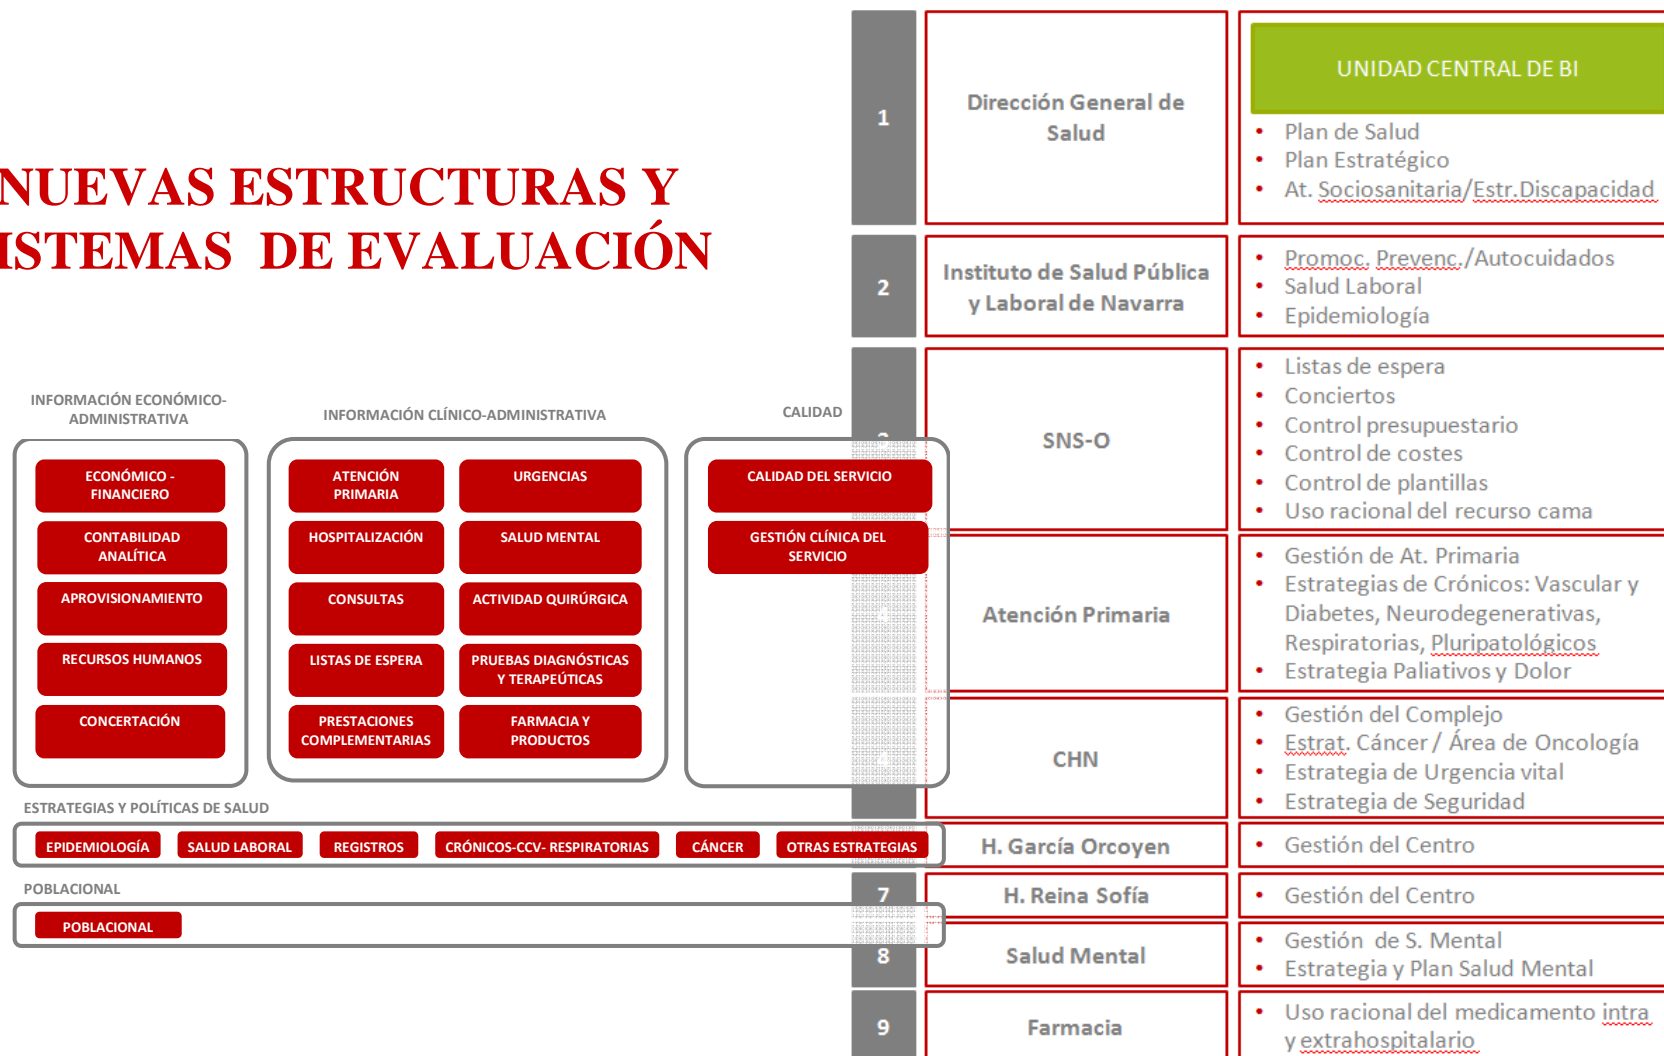 NUEVAS ESTRUCTURAS Y
ISTEMAS DE EVALUACIÓN
INFORMACIÓN ECONÓMICO-
ADMINISTRATIVA
ECONÓMICO -
FINANCIERO
CONTABILIDAD
ANALÍTICA
APROVISIONAMIENTO
RECURSOS HUMANOS
CONCERTACIÓN
INFORMACIÓN CLÍNICO-ADMINISTRATIVA
ATENCIÓN
PRIMARIA
URGENCIAS
HOSPITALIZACIÓN
SALUD MENTAL
CONSULTAS
ACTIVIDAD QUIRÚRGICA
LISTAS DE ESPERA
PRUEBAS DIAGNÓSTICAS
Y TERAPEÚTICAS
PRESTACIONES
COMPLEMENTARIAS
FARMACIA Y
PRODUCTOS
CALIDAD
CALIDAD DEL SERVICIO
GESTIÓN CLÍNICA DEL
SERVICIO
ESTRATEGIAS Y POLÍTICAS DE SALUD
EPIDEMIOLOGÍA
SALUD LABORAL
REGISTROS
CRÓNICOS-CCV- RESPIRATORIAS
CÁNCER
OTRAS ESTRATEGIAS
POBLACIONAL
POBLACIONAL
1
Dirección General de
Salud
UNIDAD CENTRAL DE BI
• Plan de Salud
• Plan Estratégico
• At. Sociosanitaria/Estr.Discapacidad
2
Instituto de Salud Pública
y Laboral de Navarra
• Promoc. Prevenc./Autocuidados
• Salud Laboral
• Epidemiología
SNS-O
• Listas de espera
• Conciertos
• Control presupuestario
• Control de costes
• Control de plantillas
• Uso racional del recurso cama
Atención Primaria
• Gestión de At. Primaria
• Estrategias de Crónicos: Vascular y
Diabetes, Neurodegenerativas,
Respiratorias, Pluripatológicos
• Estrategia Paliativos y Dolor
CHN
• Gestión del Complejo
• Estrat. Cáncer / Área de Oncología
• Estrategia de Urgencia vital
• Estrategia de Seguridad
H. García Orcoyen
• Gestión del Centro
7
H. Reina Sofía
• Gestión del Centro
8
Salud Mental
• Gestión de S. Mental
• Estrategia y Plan Salud Mental
9
Farmacia
• Uso racional del medicamento intra
y extrahospitalario